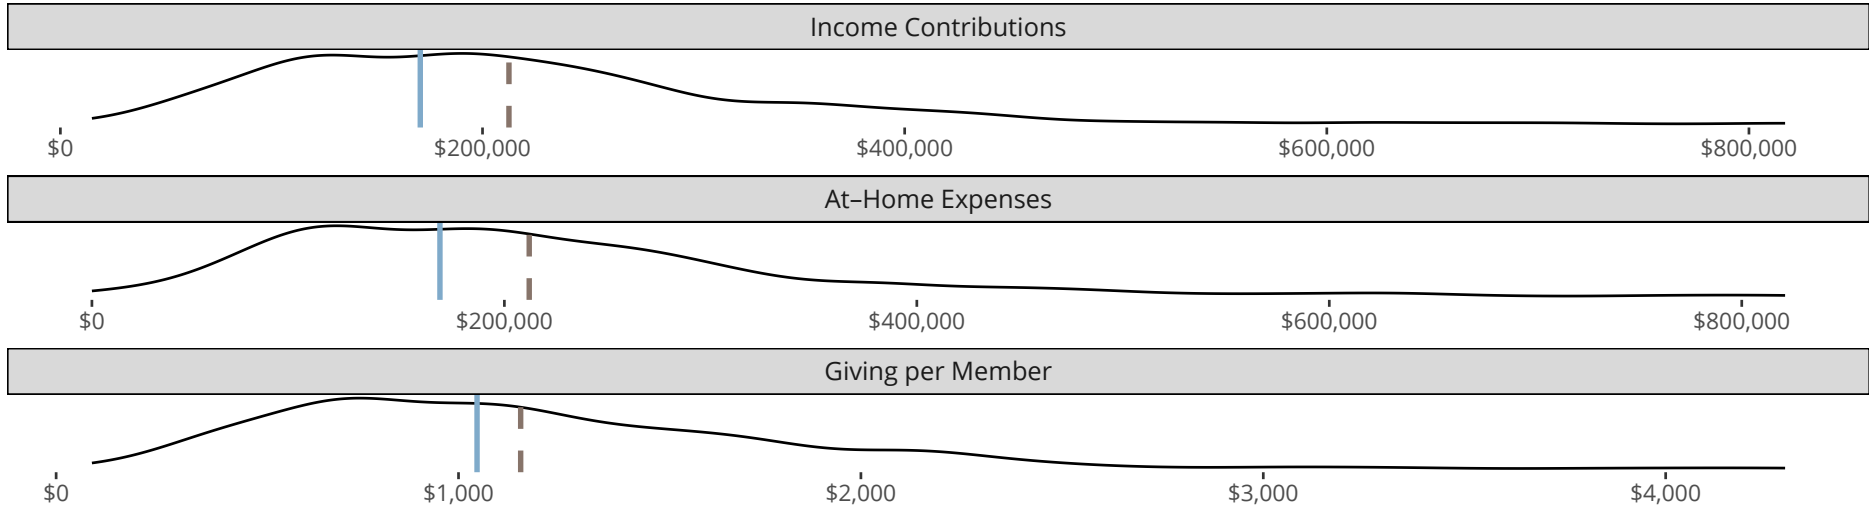 Income Contributions
$0 $200,000 $400,000 $600,000 $800,000
At–Home Expenses
$0 $200,000 $400,000 $600,000 $800,000
Giving per Member
$0 $1,000 $2,000 $3,000 $4,000